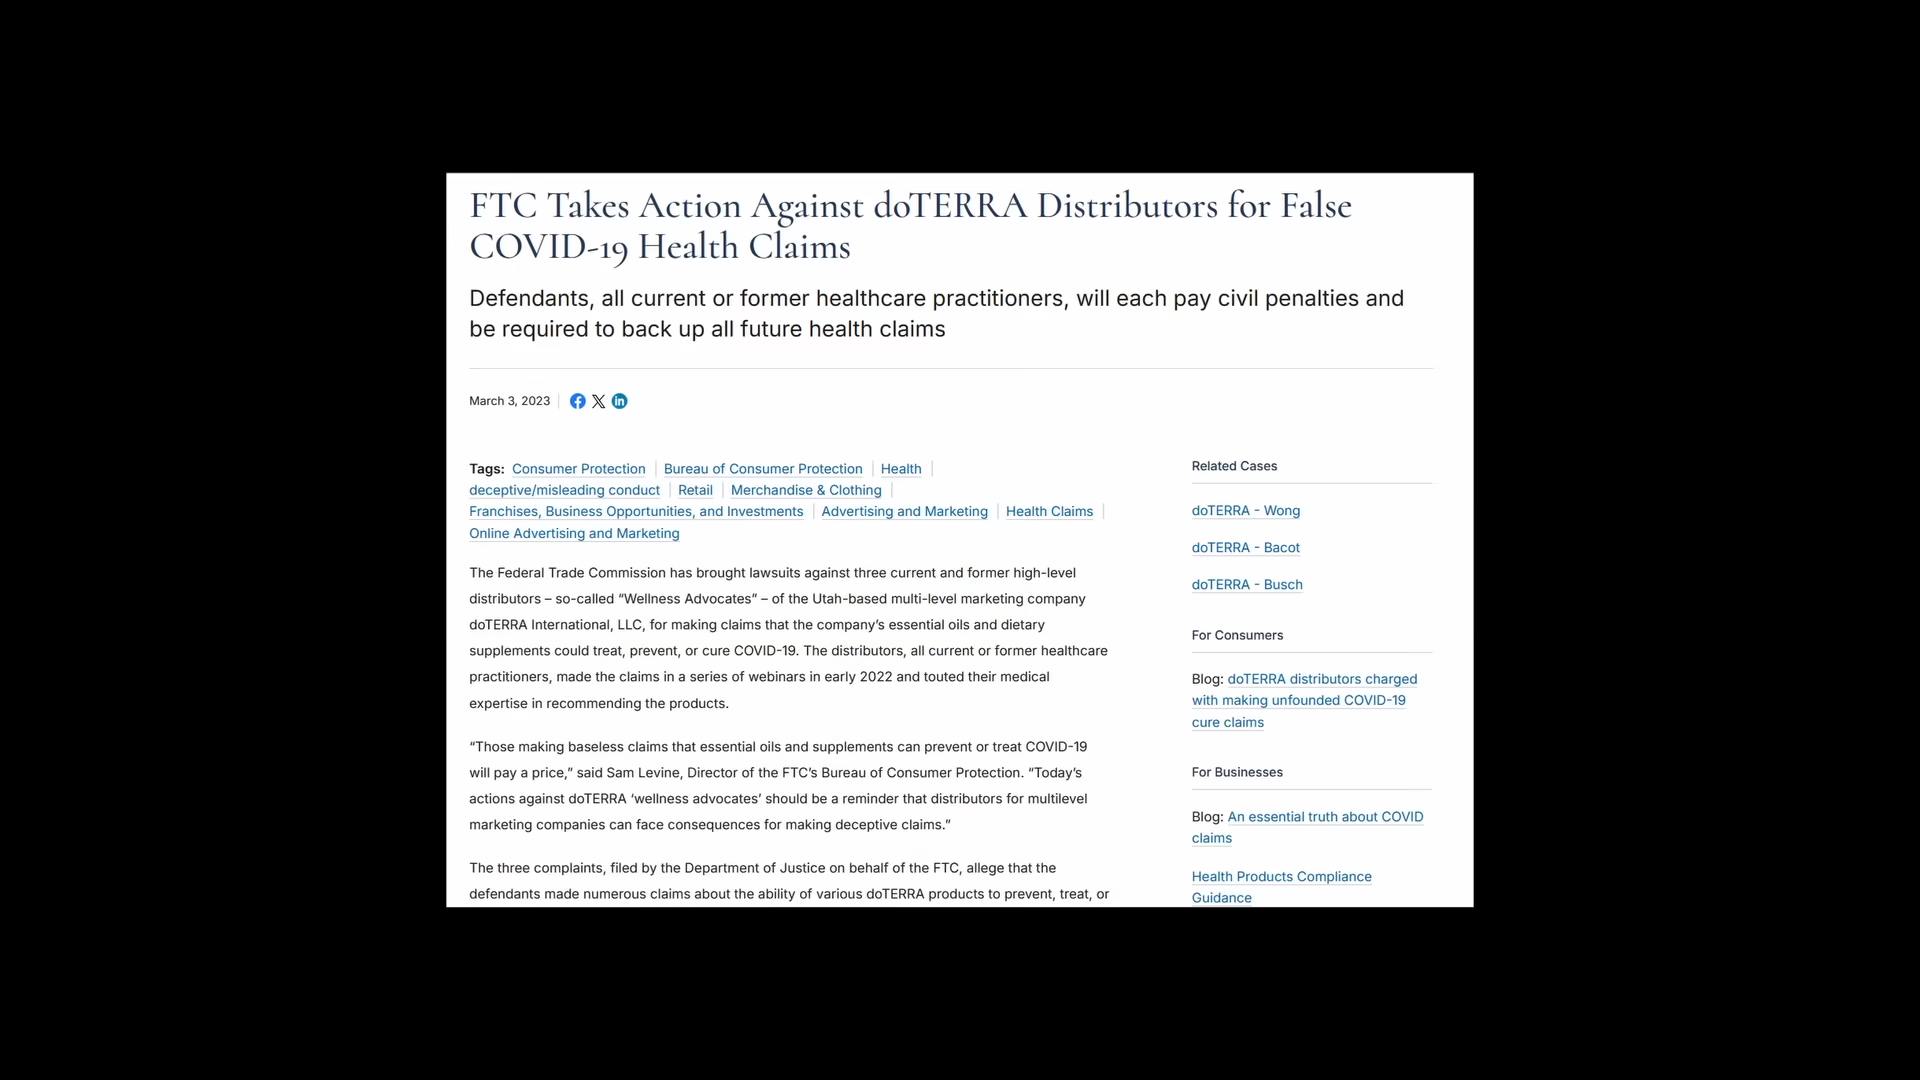 FTC Takes Action Against doTERRA Distributors for False
COVID-19 Health Claims
Defendants, all current or former healthcare practitioners, will each pay civil penalties and
be required to back up all future health claims
March 3, 2023
Tags: Consumer Protection | Bureau of Consumer Protection | Health |
deceptive/misleading conduct | Retail | Merchandise & Clothing |
Franchises, Business Opportunities, and Investments | Advertising and Marketing | Health Claims |
Online Advertising and Marketing
The Federal Trade Commission has brought lawsuits against three current and former high-level
distributors – so-called “Wellness Advocates” – of the Utah-based multi-level marketing company
doTERRA International, LLC, for making claims that the company’s essential oils and dietary
supplements could treat, prevent, or cure COVID-19. The distributors, all current or former healthcare
practitioners, made the claims in a series of webinars in early 2022 and touted their medical
expertise in recommending the products.
“Those making baseless claims that essential oils and supplements can prevent or treat COVID-19
will pay a price,” said Sam Levine, Director of the FTC’s Bureau of Consumer Protection. “Today’s
actions against doTERRA ‘wellness advocates’ should be a reminder that distributors for multilevel
marketing companies can face consequences for making deceptive claims.”
The three complaints, filed by the Department of Justice on behalf of the FTC, allege that the
defendants made numerous claims about the ability of various doTERRA products to prevent, treat, or
Related Cases
doTERRA - Wong
doTERRA - Bacot
doTERRA - Busch
For Consumers
Blog: doTERRA distributors charged
with making unfounded COVID-19
cure claims
For Businesses
Blog: An essential truth about COVID
claims
Health Products Compliance
Guidance